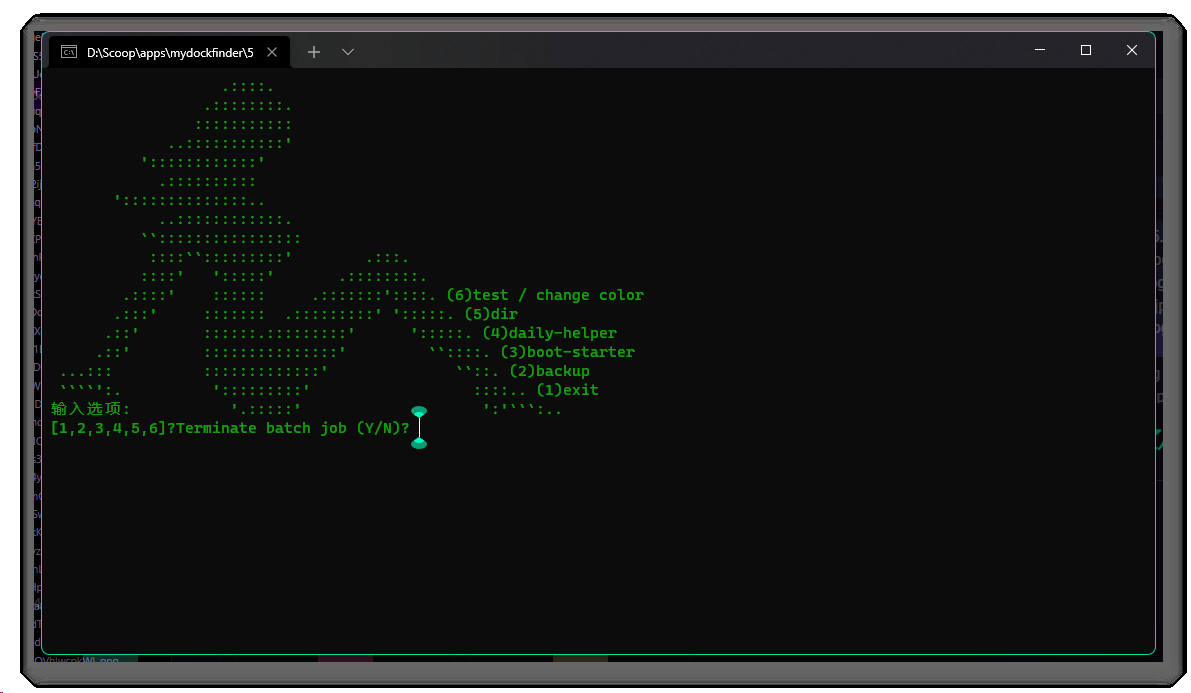 D:\Scoop\apps\mydockfinder\5
(6)test / change color
(5)dir
(4)daily-helper
(3)boot-starter
(2)backup
(1)exit
输入选项:
[1,2,3,4,5,6]?Terminate batch job (Y/N)?